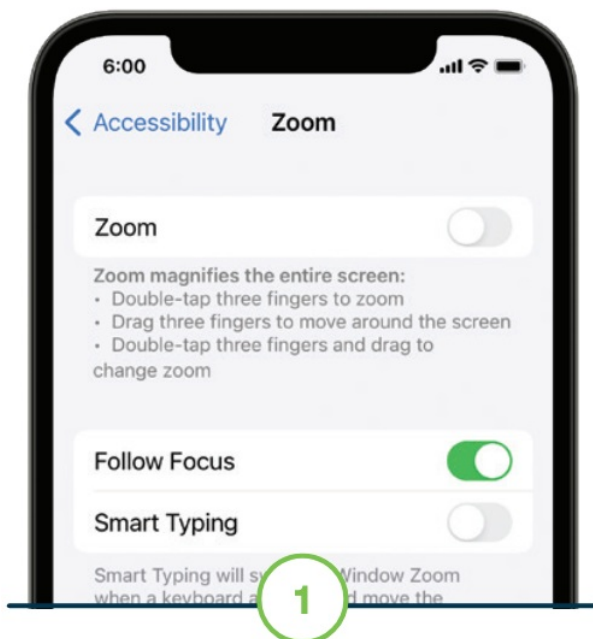 6:00
Accessibility Zoom
Zoom
Zoom magnifies the entire screen:
• Double-tap three fingers to zoom
• Drag three fingers to move around the screen
• Double-tap three fingers and drag to
change zoom
Follow Focus
Smart Typing
Smart Typing will Window Zoom
when a keyboard move the
1